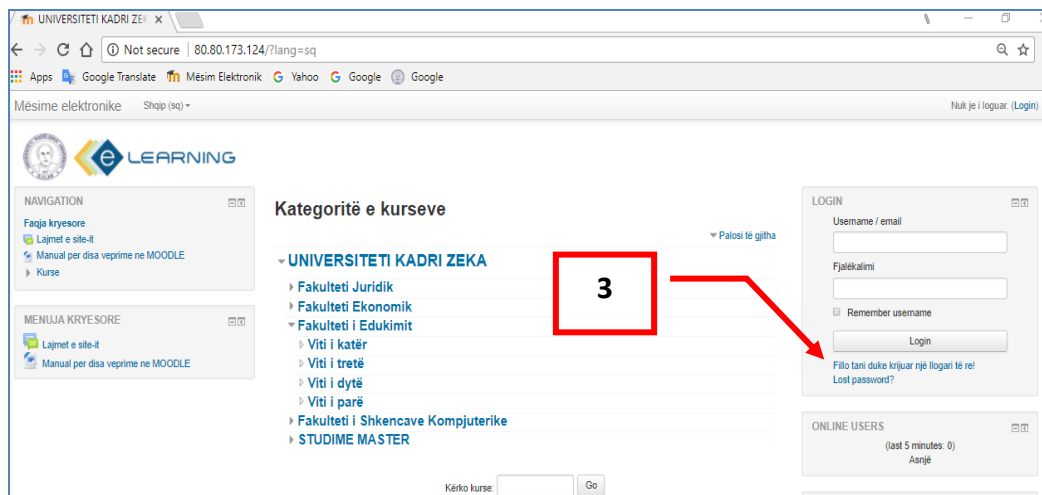 UNIVERSITETI KADRI ZEK
Not secure 80.80.173.124/?lang=sq
Apps Google Translate Mësim Elektronik Yahoo Google Google
Mësime elektronike Shqip (sq) Nuk je i loguar. (Login)
e LEARNING
NAVIGATION
Faqja kryesore
Lajmet e site-it
Manual per disa veprime ne MOODLE
Kurse
MENUJA KRYESORE
Lajmet e site-it
Manual per disa veprime ne MOODLE
Kategoritë e kurseve
Palosi të gjitha
UNIVERSITETI KADRI ZEKA
Fakulteti Juridik
Fakulteti Ekonomik
Fakulteti i Edukimit
Viti i katër
Viti i tretë
Viti i dytë
Viti i parë
Fakulteti i Shkencave Kompjuterike
STUDIME MASTER
Kërko kurse: Go
3
LOGIN
Username / email
Fjalëkalimi
Remember username
Login
Fillo tani duke krijuar një llogari të re!
Lost password?
ONLINE USERS
(last 5 minutes: 0)
Asnjë